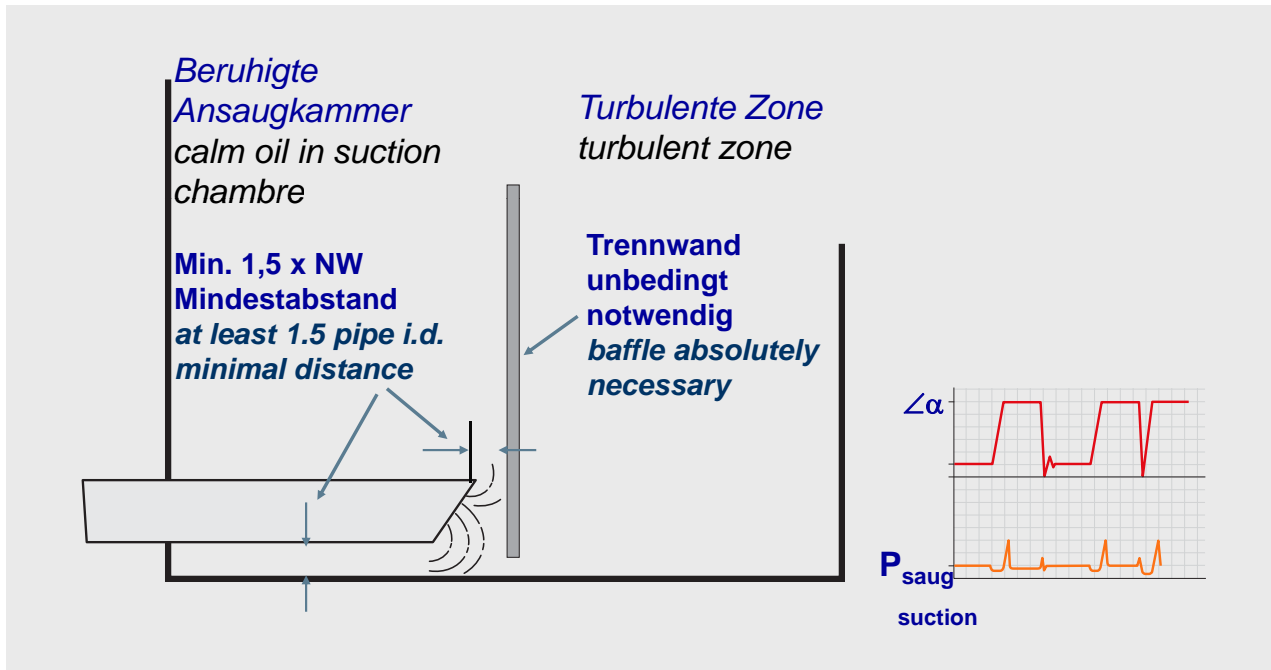 Beruhigte
Ansaugkammer
calm oil in suction
chambre
Turbulente Zone
turbulent zone
Min. 1,5 x NW
Mindestabstand
at least 1.5 pipe i.d.
minimal distance
Trennwand
unbedingt
notwendig
baffle absolutely
necessary
∠α
Psaug
suction